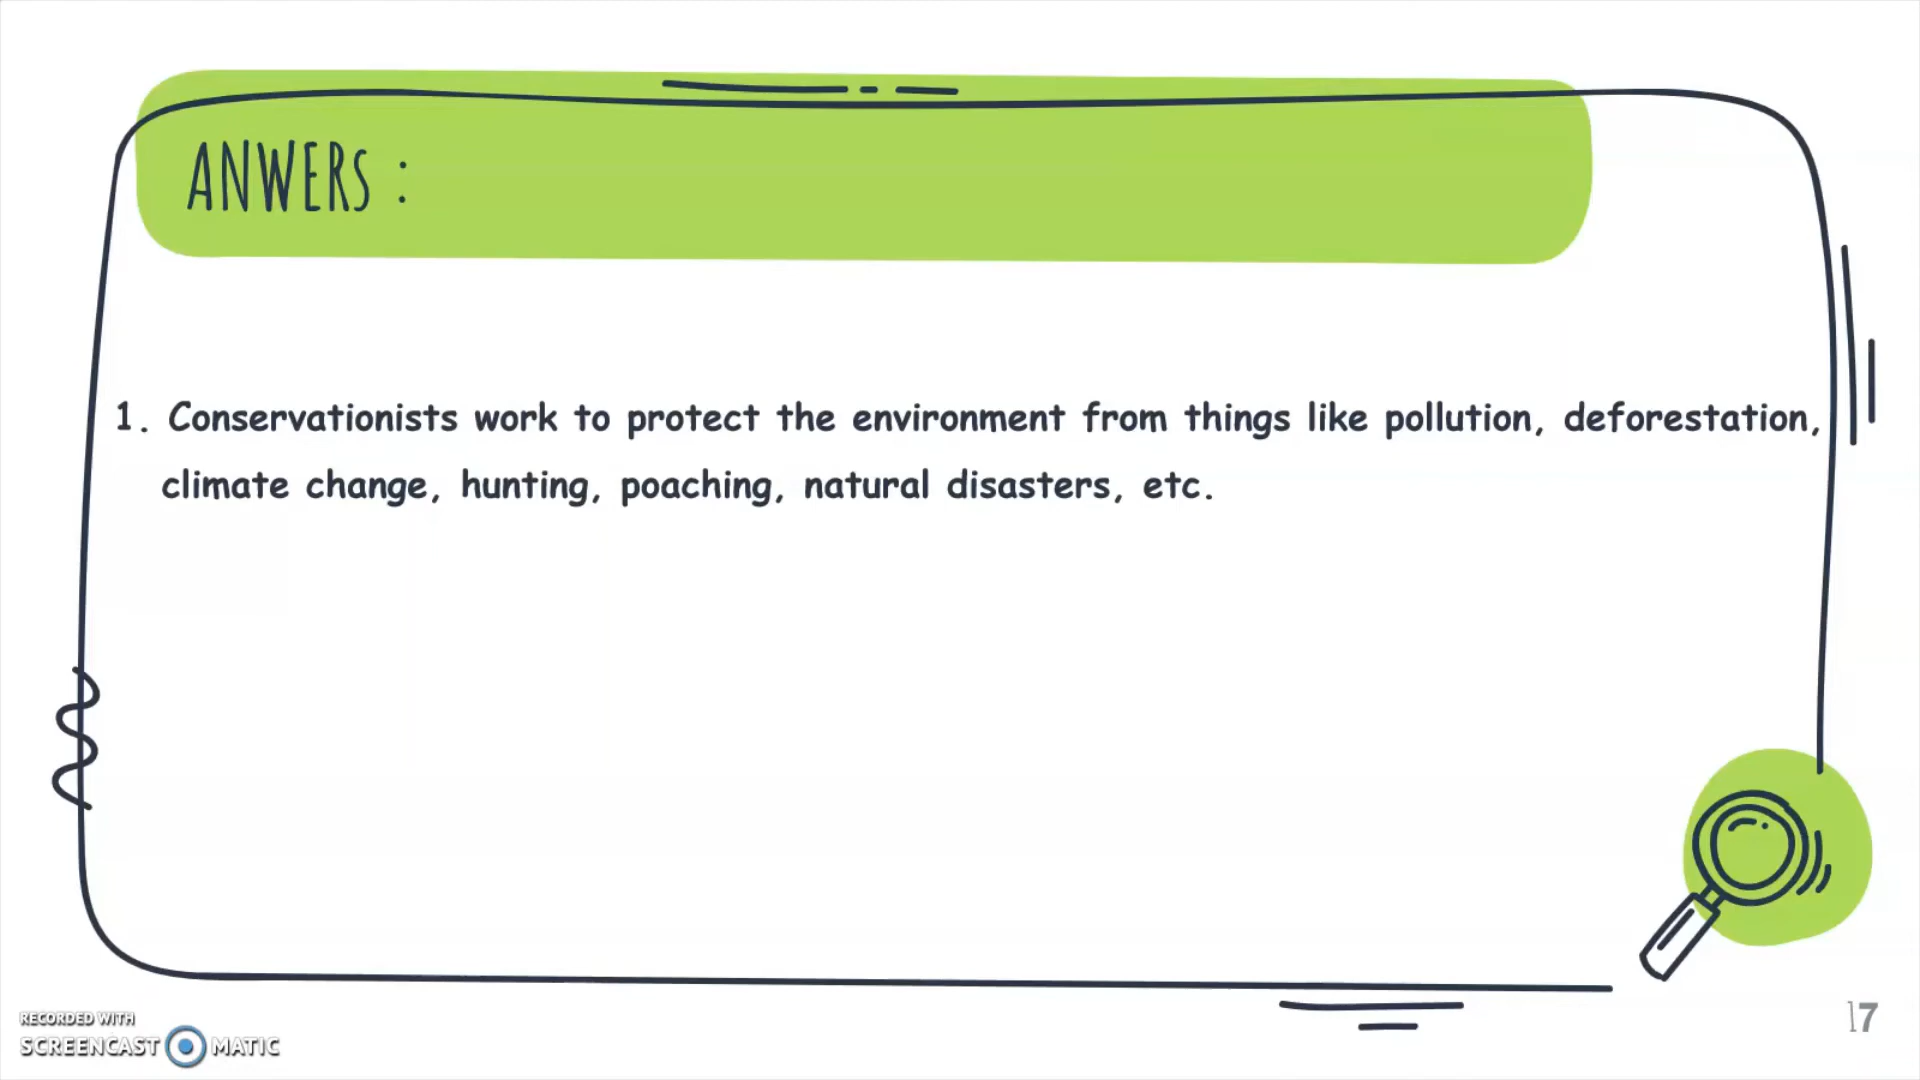 ANWERS :
1. Conservationists work to protect the environment from things like pollution, deforestation,
climate change, hunting, poaching, natural disasters, etc.
RECORDED WITH
SCREENCAST MATIC
17